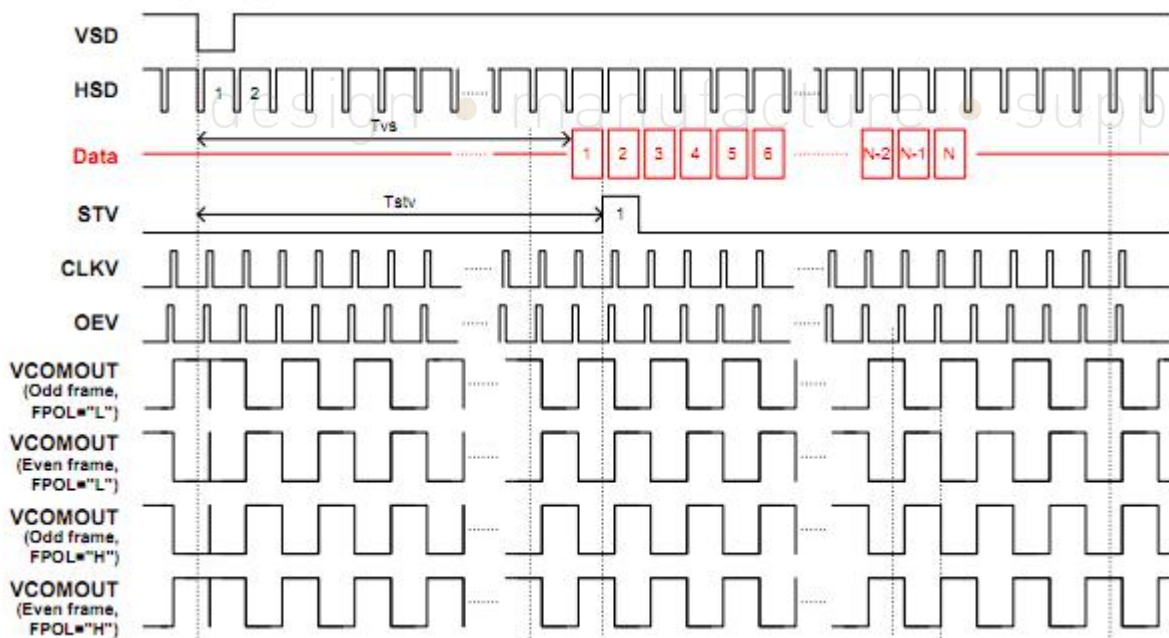 VSD
HSD
1 2
design • manufacture • supp
Tvs
Data
1 2 3 4 5 6 N-2 N-1 N
Tstv
STV
1
CLKV
OEV
VCOMOUT
(Odd frame,
FPOL="L")
VCOMOUT
(Even frame,
FPOL="L")
VCOMOUT
(Odd frame,
FPOL="H")
VCOMOUT
(Even frame,
FPOL="H")